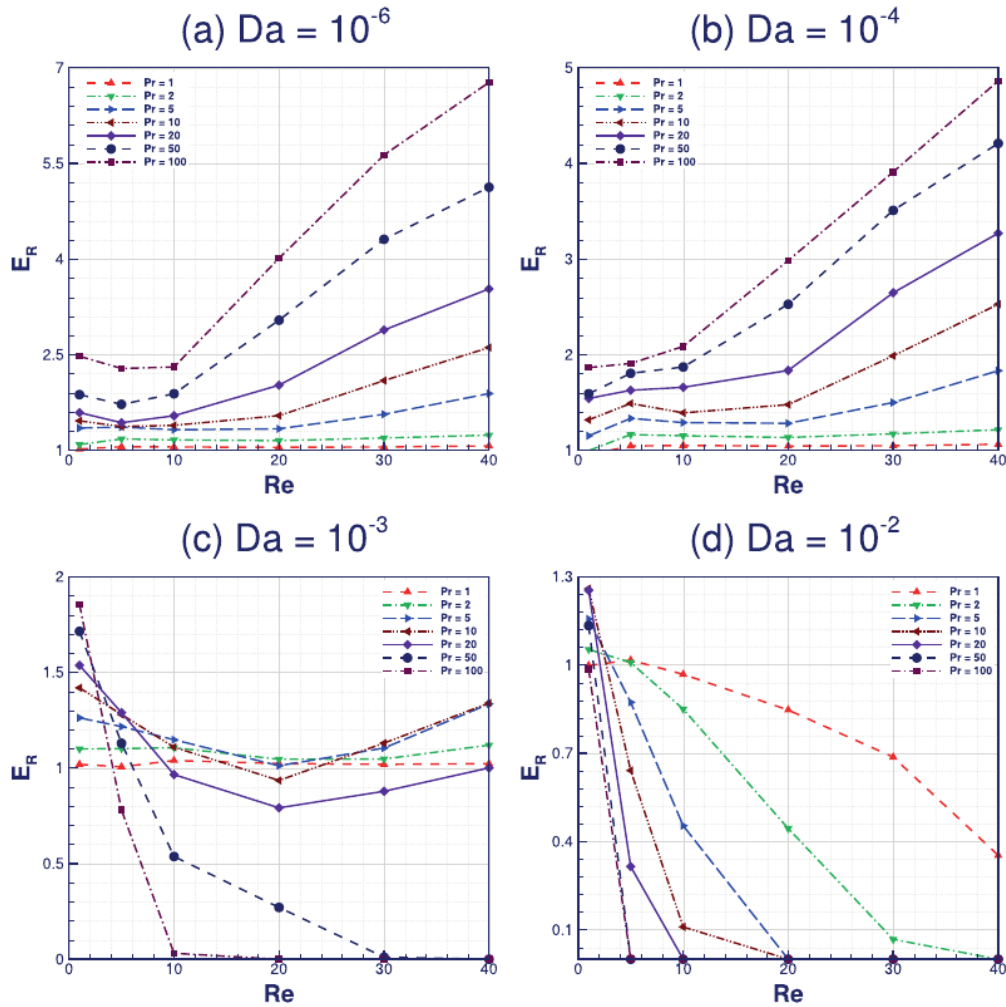 (a) Da = 10⁻⁶
7
5.5
4
2.5
1
E_R
Pr = 1
Pr = 2
Pr = 5
Pr = 10
Pr = 20
Pr = 50
Pr = 100
0 10 20 30 40
Re
(b) Da = 10⁻⁴
5
4
3
2
1
E_R
Pr = 1
Pr = 2
Pr = 5
Pr = 10
Pr = 20
Pr = 50
Pr = 100
0 10 20 30 40
Re
(c) Da = 10⁻³
2
1.5
1
0.5
0
E_R
Pr = 1
Pr = 2
Pr = 5
Pr = 10
Pr = 20
Pr = 50
Pr = 100
0 10 20 30 40
Re
(d) Da = 10⁻²
1.3
1
0.7
0.4
0.1
E_R
Pr = 1
Pr = 2
Pr = 5
Pr = 10
Pr = 20
Pr = 50
Pr = 100
0 10 20 30 40
Re